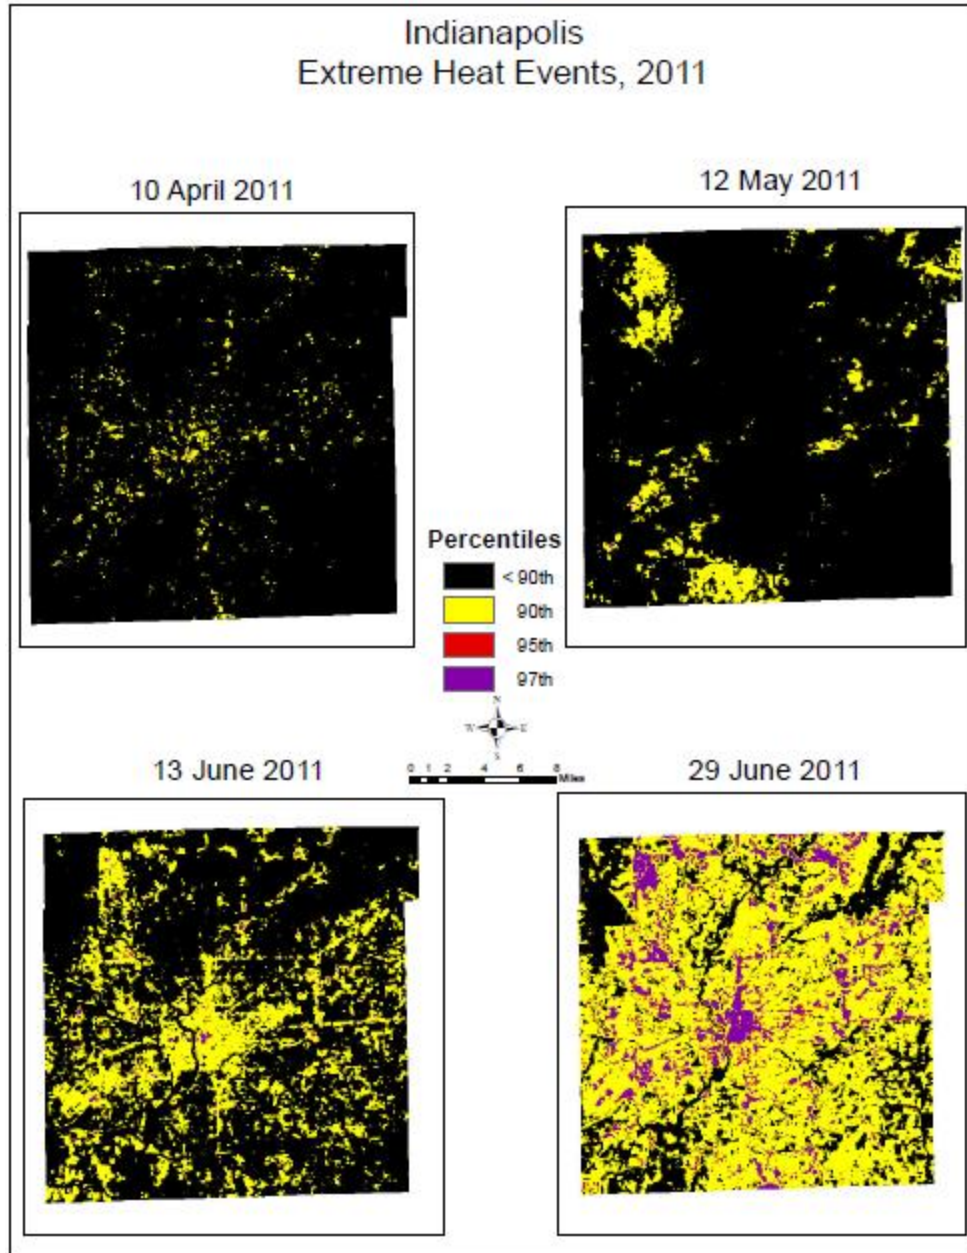 Indianapolis
Extreme Heat Events, 2011
10 April 2011
12 May 2011
Percentiles
< 90th
90th
95th
97th
N
W E
S
13 June 2011
0 1 2 4 6 8
Miles
29 June 2011